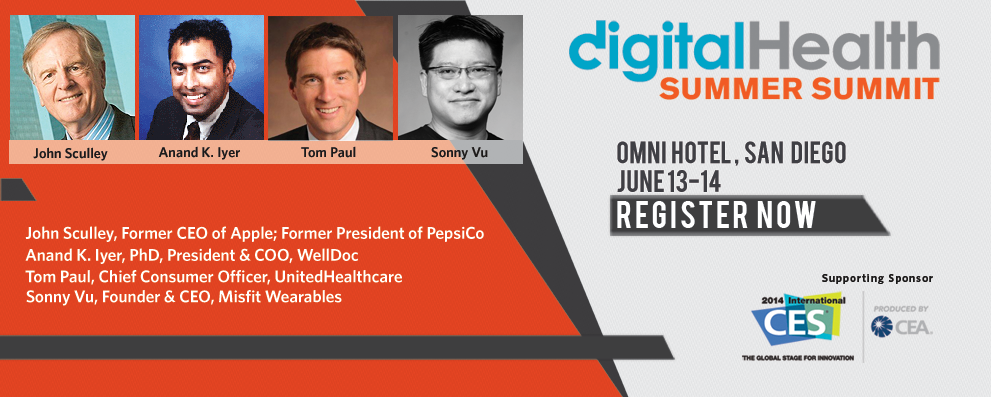 John Sculley
Anand K. Iyer
Tom Paul
Sonny Vu
John Sculley, Former CEO of Apple; Former President of PepsiCo
Anand K. Iyer, PhD, President & COO, WellDoc
Tom Paul, Chief Consumer Officer, UnitedHealthcare
Sonny Vu, Founder & CEO, Misfit Wearables
digitalHealth
SUMMER SUMMIT
OMNI HOTEL, SAN DIEGO
JUNE 13-14
REGISTER NOW
Supporting Sponsor
2014 International
CES®
THE GLOBAL STAGE FOR INNOVATION
PRODUCED BY
CEA.